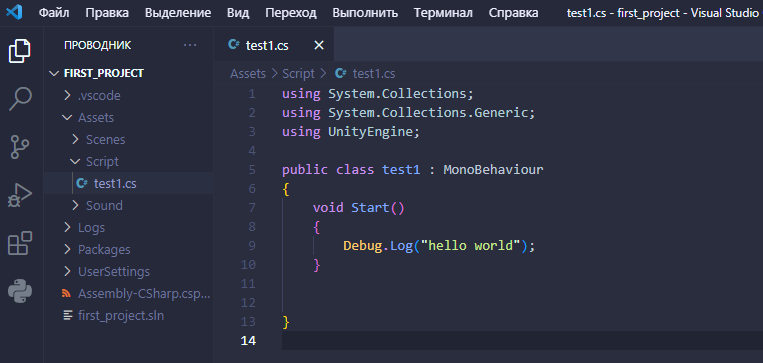 Файл Правка Выделение Вид Переход Выполнить Терминал Справка test1.cs - first_project - Visual Studio
ПРОВОДНИК ···
FIRST_PROJECT
.vscode
Assets
Scenes
Script
test1.cs
Sound
Logs
Packages
UserSettings
Assembly-CSharp.csp...
first_project.sln
test1.cs
Assets > Script > test1.cs
1 using System.Collections;
2 using System.Collections.Generic;
3 using UnityEngine;
4
5 public class test1 : MonoBehaviour
6 {
7 void Start()
8 {
9 Debug.Log("hello world");
10 }
11
12
13 }
14